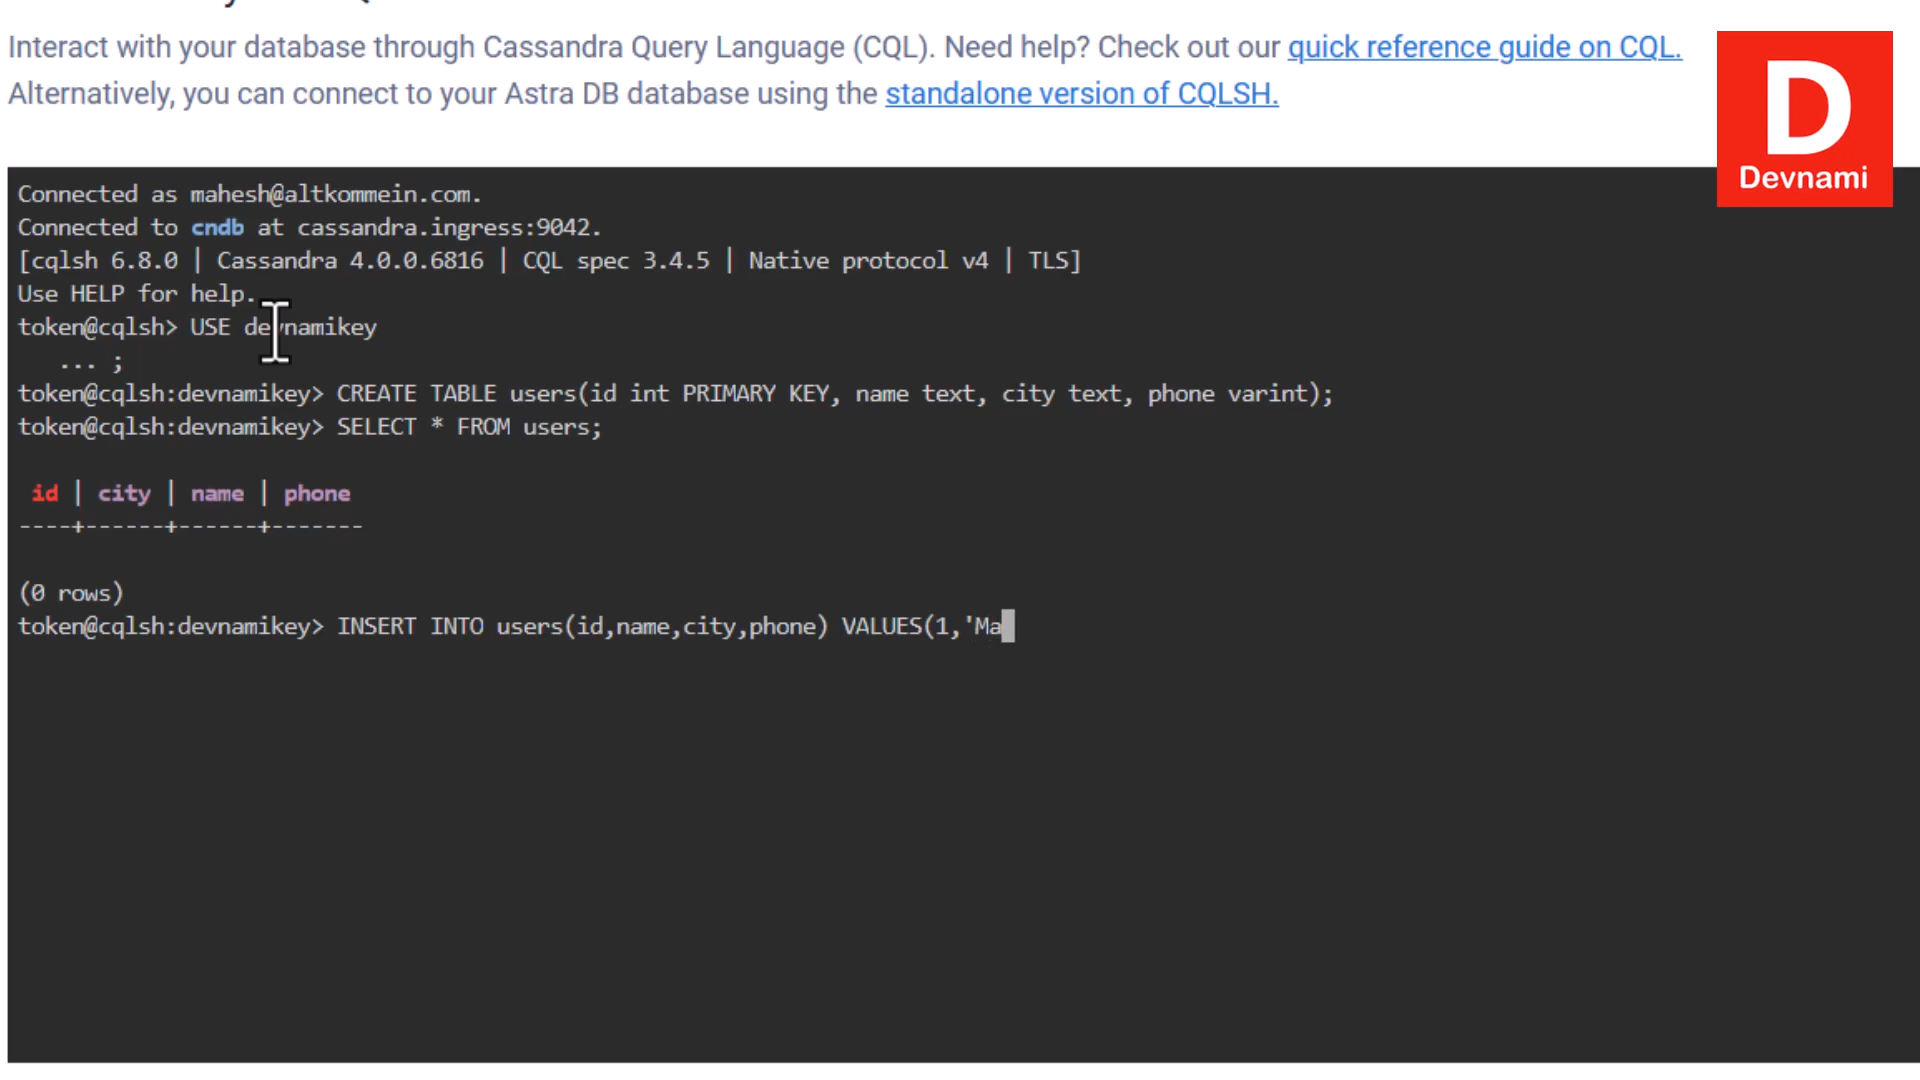 Interact with your database through Cassandra Query Language (CQL). Need help? Check out our quick reference guide on CQL.
Alternatively, you can connect to your Astra DB database using the standalone version of CQLSH.
D
Devnami
Connected as mahesh@altkommein.com.
Connected to cndb at cassandra.ingress:9042.
[cqlsh 6.8.0 | Cassandra 4.0.0.6816 | CQL spec 3.4.5 | Native protocol v4 | TLS]
Use HELP for help.
token@cqlsh> USE devnamikey
... ;
token@cqlsh:devnamikey> CREATE TABLE users(id int PRIMARY KEY, name text, city text, phone varint);
token@cqlsh:devnamikey> SELECT * FROM users;
id | city | name | phone
----+------+------+-------
(0 rows)
token@cqlsh:devnamikey> INSERT INTO users(id,name,city,phone) VALUES(1,'Ma